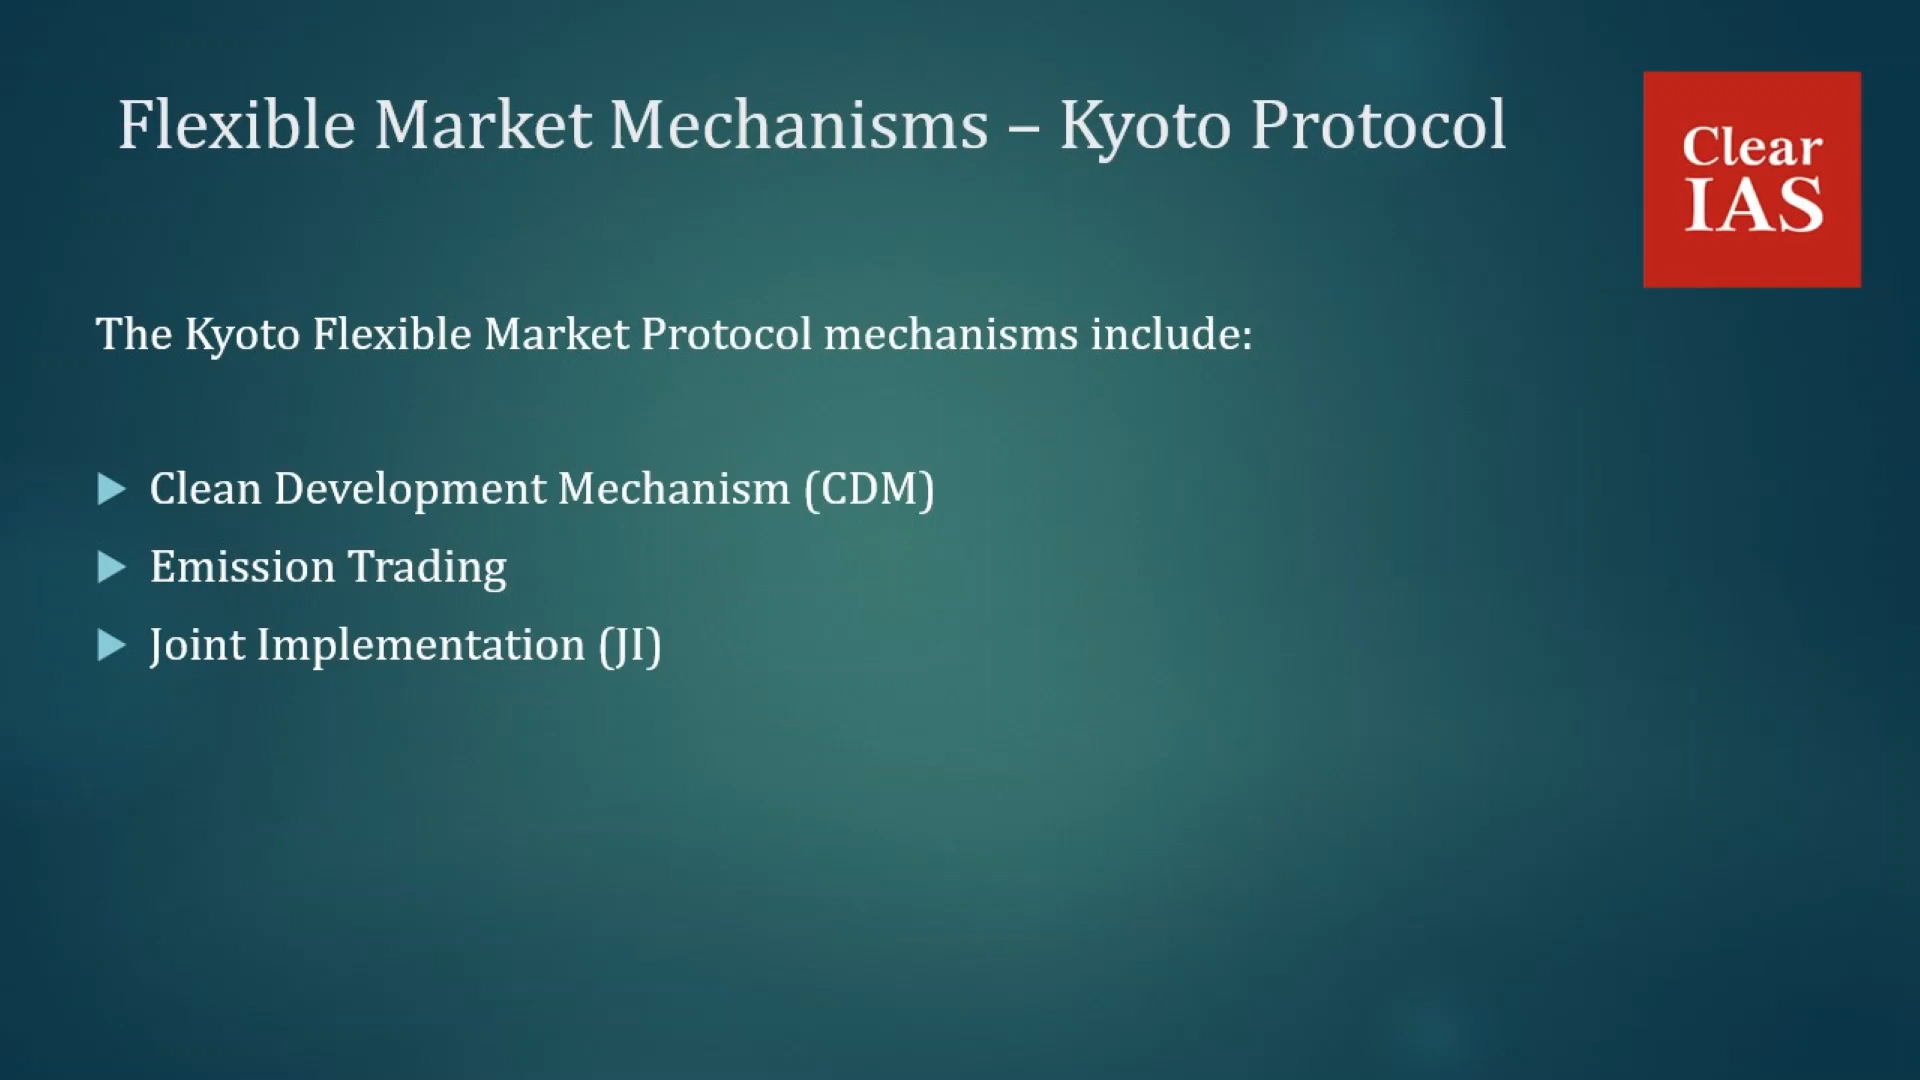 Flexible Market Mechanisms – Kyoto Protocol
Clear
IAS
The Kyoto Flexible Market Protocol mechanisms include:
Clean Development Mechanism (CDM)
Emission Trading
Joint Implementation (JI)